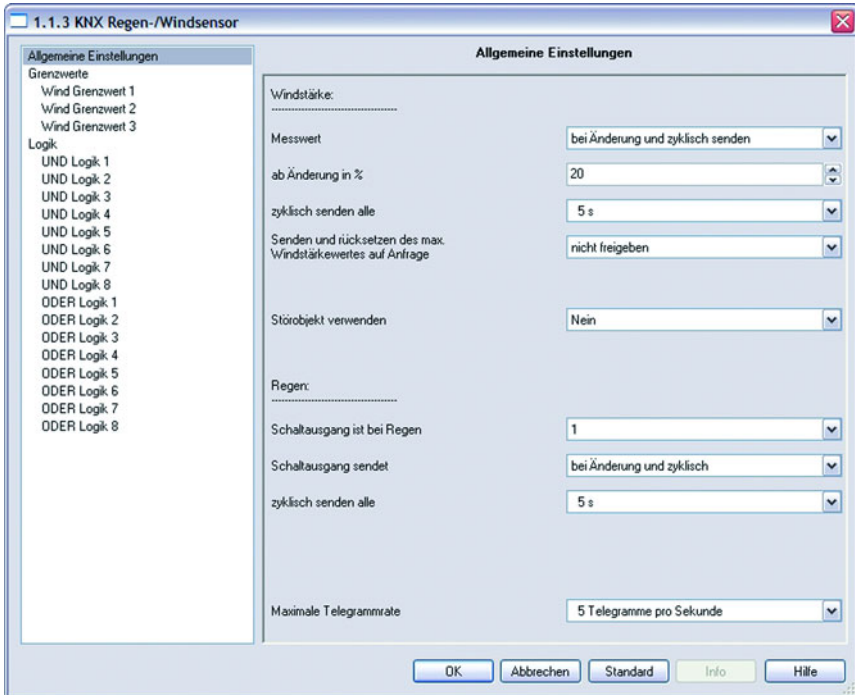 1.1.3 KNX Regen-/Windsensor
Allgemeine Einstellungen
Grenzwerte
Wind Grenzwert 1
Wind Grenzwert 2
Wind Grenzwert 3
Logik
UND Logik 1
UND Logik 2
UND Logik 3
UND Logik 4
UND Logik 5
UND Logik 6
UND Logik 7
UND Logik 8
ODER Logik 1
ODER Logik 2
ODER Logik 3
ODER Logik 4
ODER Logik 5
ODER Logik 6
ODER Logik 7
ODER Logik 8
Allgemeine Einstellungen
Windstärke:
------------------------------------
Messwert bei Änderung und zyklisch senden
ab Änderung in % 20
zyklisch senden alle 5 s
Senden und rücksetzen des max.
Windstärkewertes auf Anfrage nicht freigeben
Störobjekt verwenden Nein
Regen:
------------------------------------
Schaltausgang ist bei Regen 1
Schaltausgang sendet bei Änderung und zyklisch
zyklisch senden alle 5 s
Maximale Telegrammrate 5 Telegramme pro Sekunde
OK Abbrechen Standard Info Hilfe